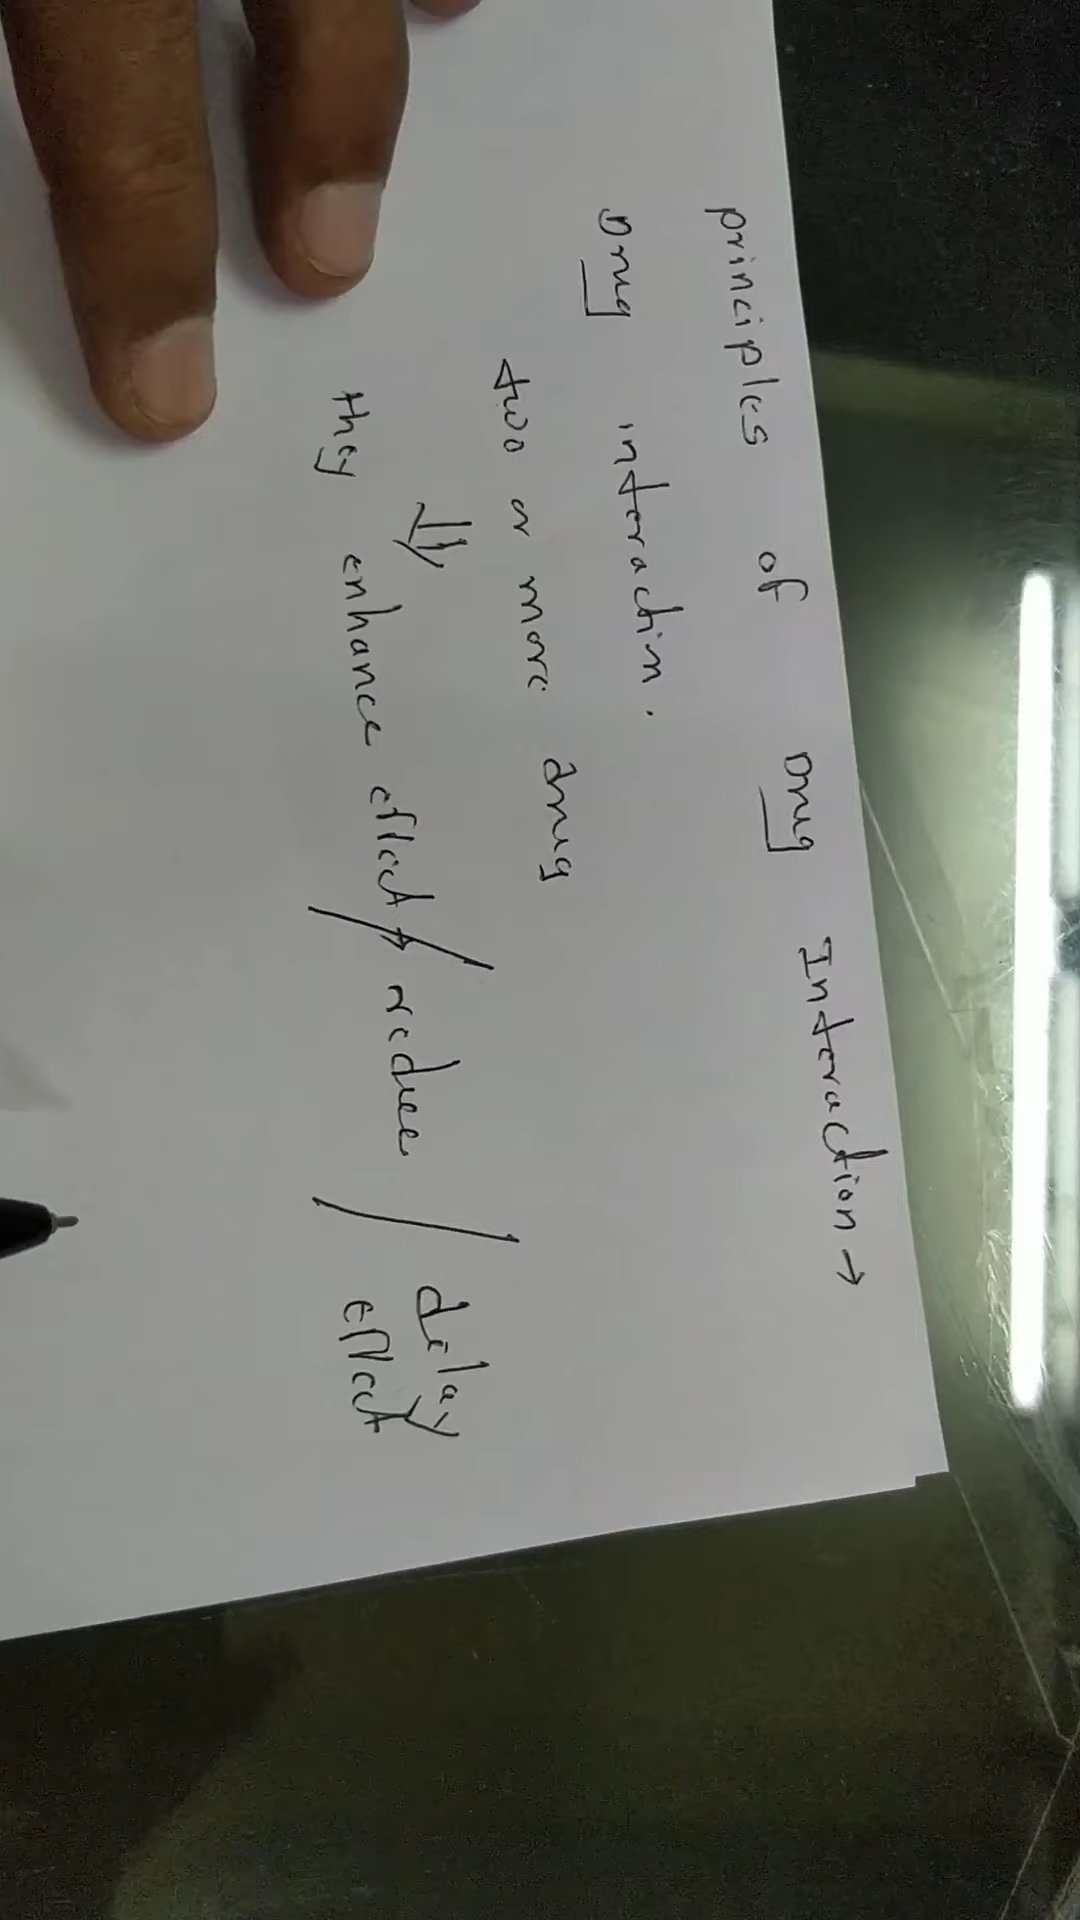 principles of Drug Interaction →
Drug interaction.
two or more drug
⇓
they enhance effect / reduce / delay
effect